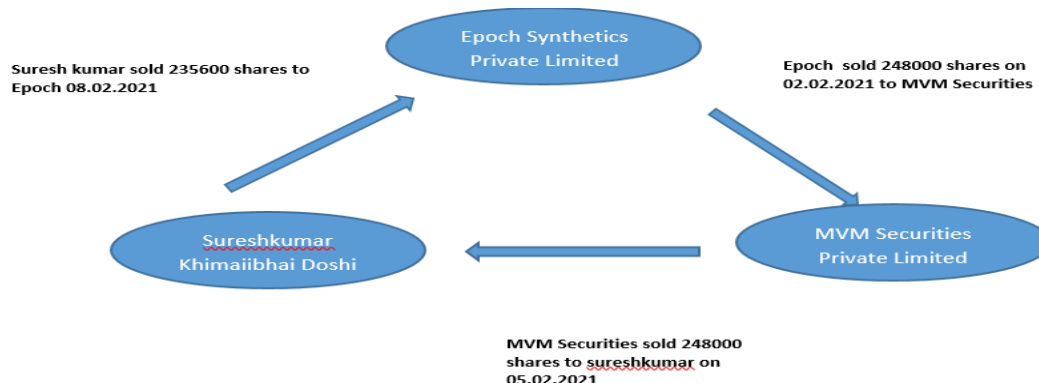 Epoch Synthetics
Private Limited
Suresh kumar sold 235600 shares to
Epoch 08.02.2021
Epoch  sold 248000 shares on
02.02.2021 to MVM Securities
Sureshkumar
Khimaiibhai Doshi
MVM Securities
Private Limited
MVM Securities sold 248000
shares to sureshkumar on
05.02.2021